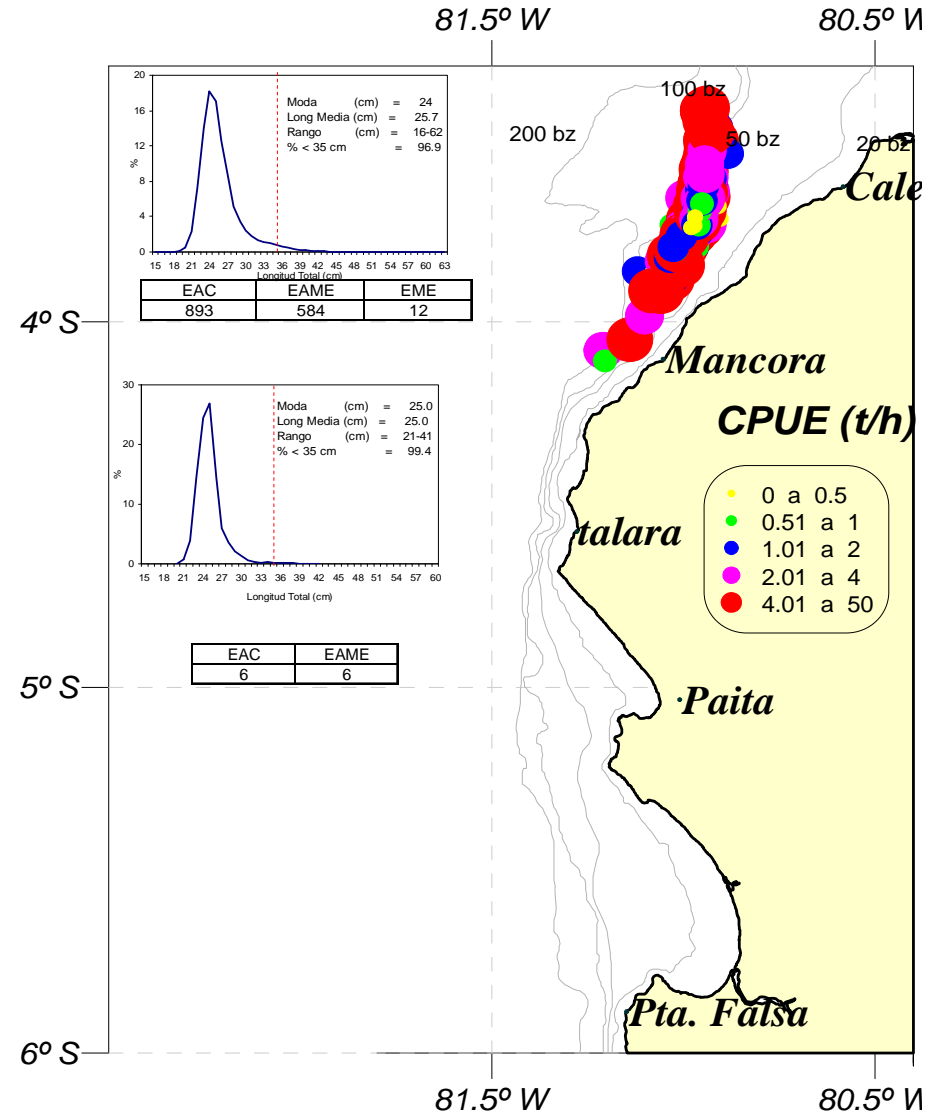 81.5º W 80.5º W
20
16
12
8
4
0
%
Moda (cm) = 24
Long Media (cm) = 25.7
Rango (cm) = 16-62
% < 35 cm = 96.9
15 18 21 24 27 30 33 36 39 42 45 48 51 54 57 60 63
Longitud Total (cm)
EAC EAME EME
893 584 12
100 bz
200 bz
50 bz
20 bz
Cale
4º S
Mancora
30
20
10
0
%
Moda (cm) = 25.0
Long Media (cm) = 25.0
Rango (cm) = 21-41
% < 35 cm = 99.4
15 18 21 24 27 30 33 36 39 42 45 48 51 54 57 60
Longitud Total (cm)
CPUE (t/h)
0 a 0.5
0.51 a 1
1.01 a 2
2.01 a 4
4.01 a 50
talara
EAC EAME
6 6
5º S
Paita
Pta. Falsa
6º S
81.5º W 80.5º W